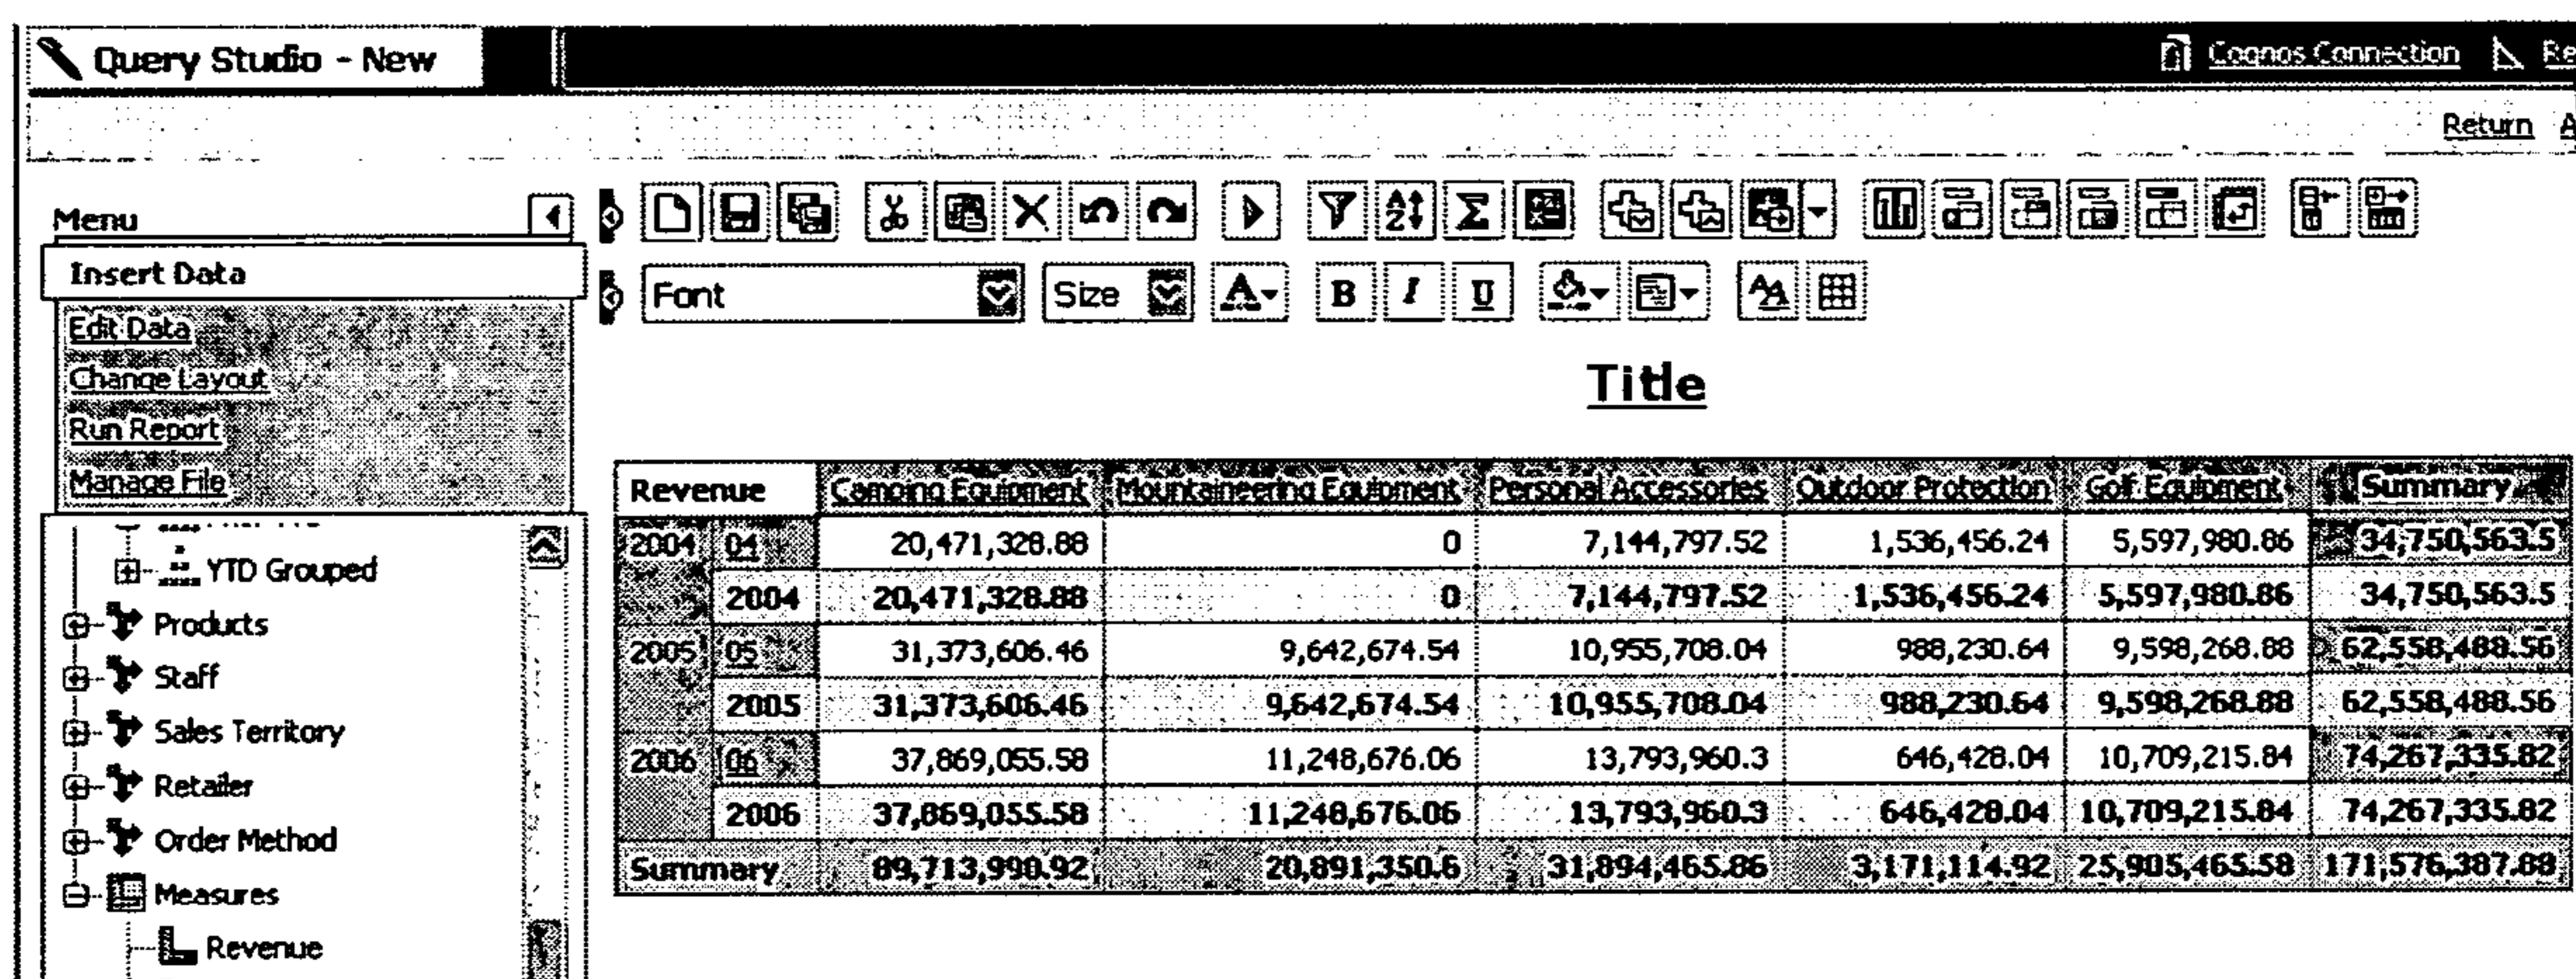 Query Studio - New
Cognos Connection Re
Return A
Menu
Insert Data
Edit Data
Change Layout
Run Report
Manage File
YTD Grouped
Products
Staff
Sales Territory
Retailer
Order Method
Measures
Revenue
Font Size A B I U
Title
Revenue Camping Equipment Mountaineering Equipment Personal Accessories Outdoor Protection Golf Equipment Summary
2004 04 20,471,328.88 0 7,144,797.52 1,536,456.24 5,597,980.86 34,750,563.5
2004 20,471,328.88 0 7,144,797.52 1,536,456.24 5,597,980.86 34,750,563.5
2005 05 31,373,606.46 9,642,674.54 10,955,708.04 988,230.64 9,598,268.88 62,558,488.56
2005 31,373,606.46 9,642,674.54 10,955,708.04 988,230.64 9,598,268.88 62,558,488.56
2006 06 37,869,055.58 11,248,676.06 13,793,960.3 646,428.04 10,709,215.84 74,267,335.82
2006 37,869,055.58 11,248,676.06 13,793,960.3 646,428.04 10,709,215.84 74,267,335.82
Summary 89,713,990.92 20,891,350.6 31,894,465.86 3,171,114.92 25,905,465.58 171,576,387.88